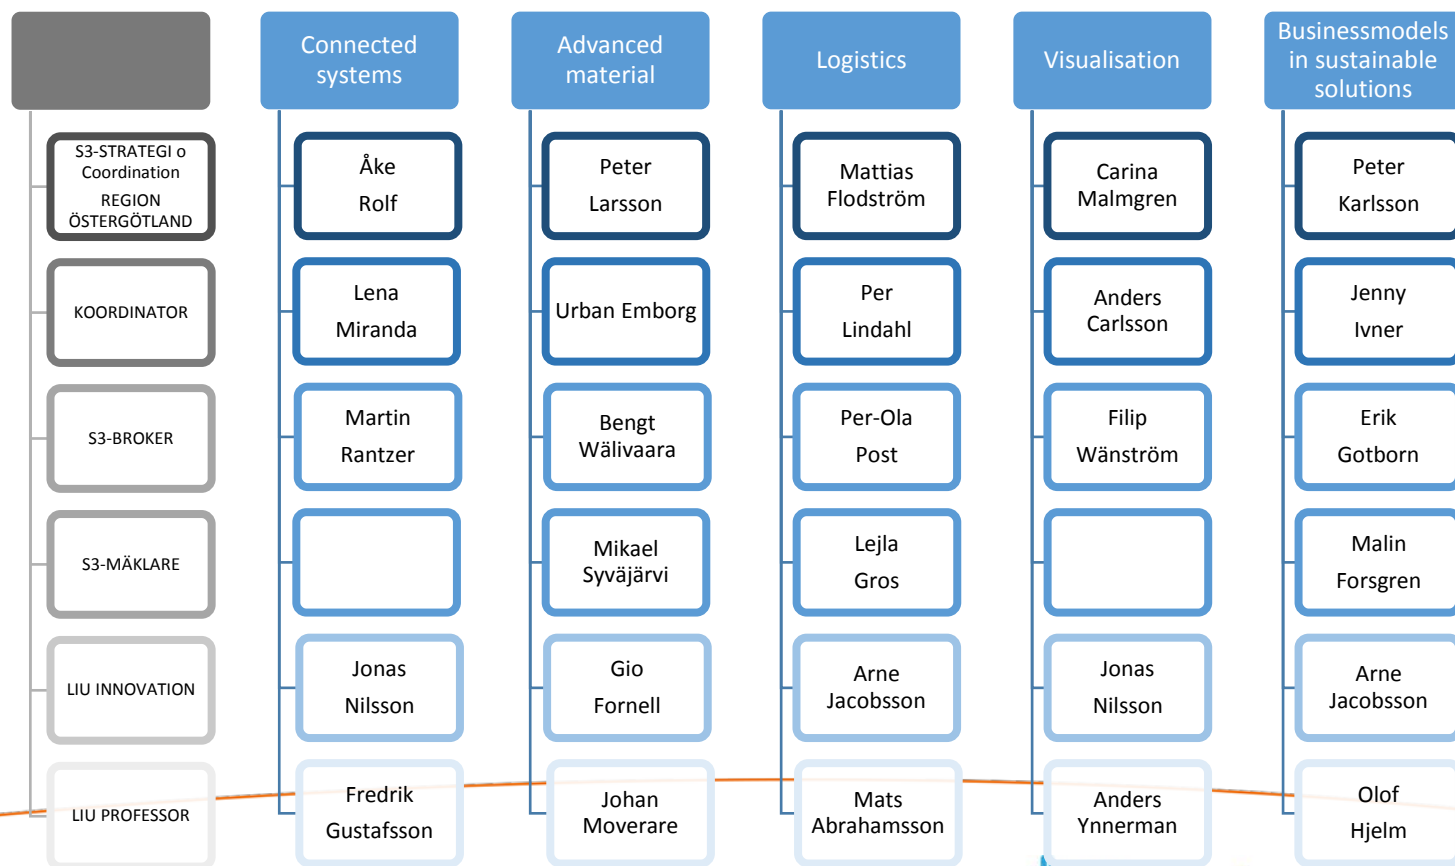 Connected
systems
Advanced
material
Logistics
Visualisation
Businessmodels
in sustainable
solutions
S3-STRATEGI o
Coordination
REGION
ÖSTERGÖTLAND
Åke
Rolf
Peter
Larsson
Mattias
Flodström
Carina
Malmgren
Peter
Karlsson
KOORDINATOR
Lena
Miranda
Urban Emborg
Per
Lindahl
Anders
Carlsson
Jenny
Ivner
S3-BROKER
Martin
Rantzer
Bengt
Wälivaara
Per-Ola
Post
Filip
Wänström
Erik
Gotborn
S3-MÄKLARE
Mikael
Syväjärvi
Lejla
Gros
Malin
Forsgren
LIU INNOVATION
Jonas
Nilsson
Gio
Fornell
Arne
Jacobsson
Jonas
Nilsson
Arne
Jacobsson
LIU PROFESSOR
Fredrik
Gustafsson
Johan
Moverare
Mats
Abrahamsson
Anders
Ynnerman
Olof
Hjelm